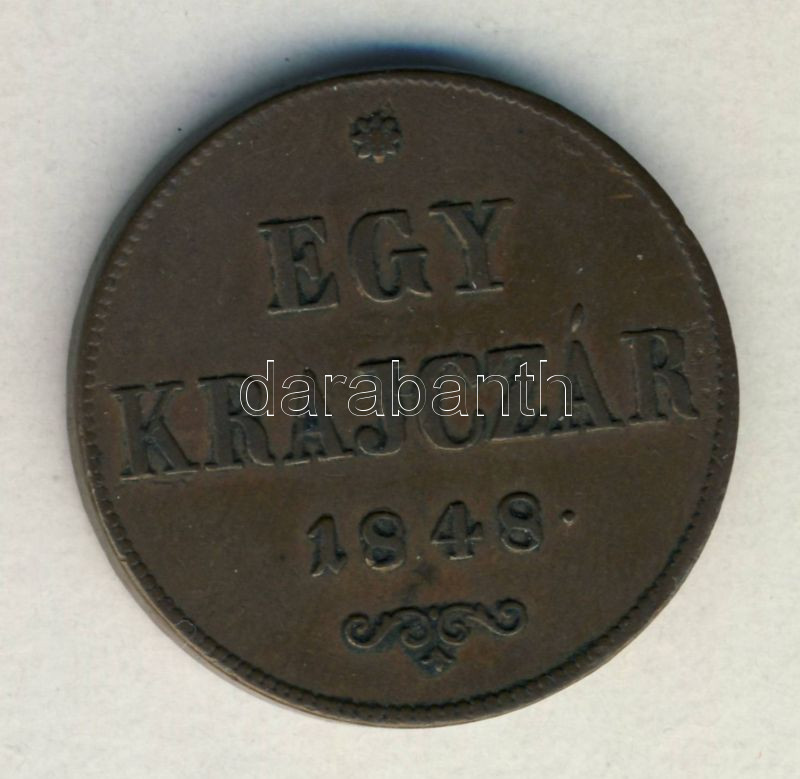 EGY
KRAJCZÁR
darabanth
1848.